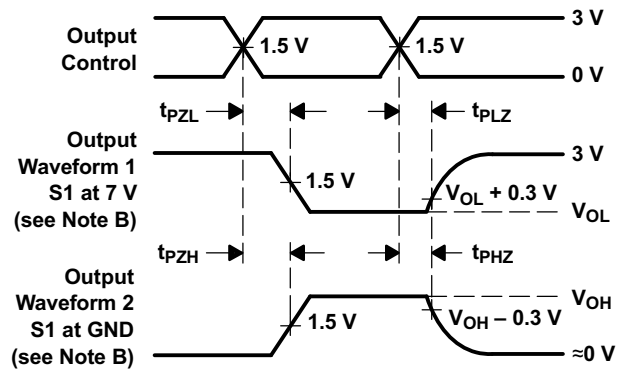 Output
Control
1.5 V
1.5 V
3 V
0 V
tPZL
tPLZ
Output
Waveform 1
S1 at 7 V
(see Note B)
1.5 V
VOL + 0.3 V
3 V
VOL
tPZH
tPHZ
Output
Waveform 2
S1 at GND
(see Note B)
1.5 V
VOH – 0.3 V
VOH
≈0 V